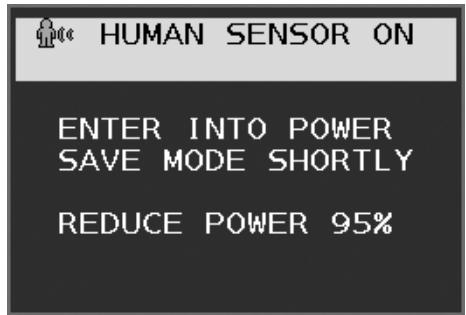 HUMAN SENSOR ON
ENTER INTO POWER
SAVE MODE SHORTLY
REDUCE POWER 95%